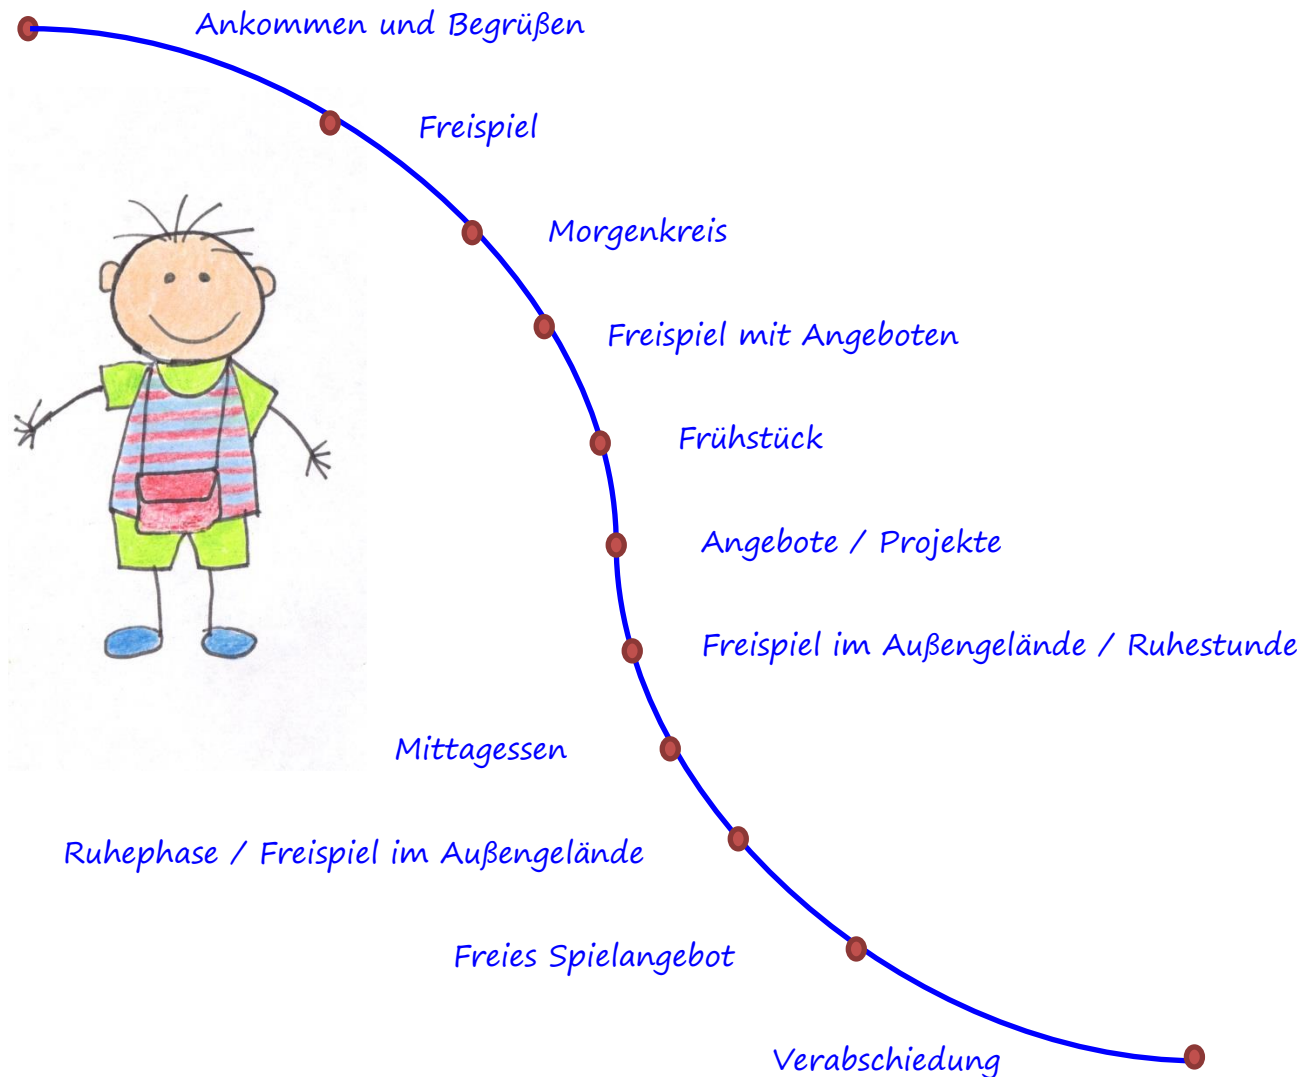 Ankommen und Begrüßen
Freispiel
Morgenkreis
Freispiel mit Angeboten
Frühstück
Angebote / Projekte
Freispiel im Außengelände / Ruhestunde
Mittagessen
Ruhephase / Freispiel im Außengelände
Freies Spielangebot
Verabschiedung